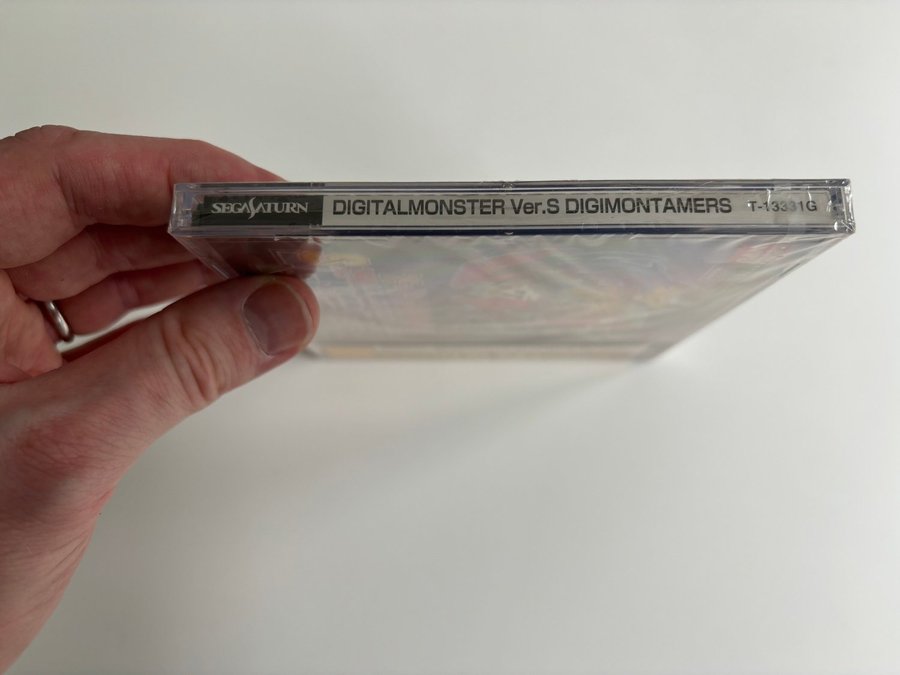 SEGASATURN DIGITALMONSTER Ver.S DIGIMONTAMERS T-13331G